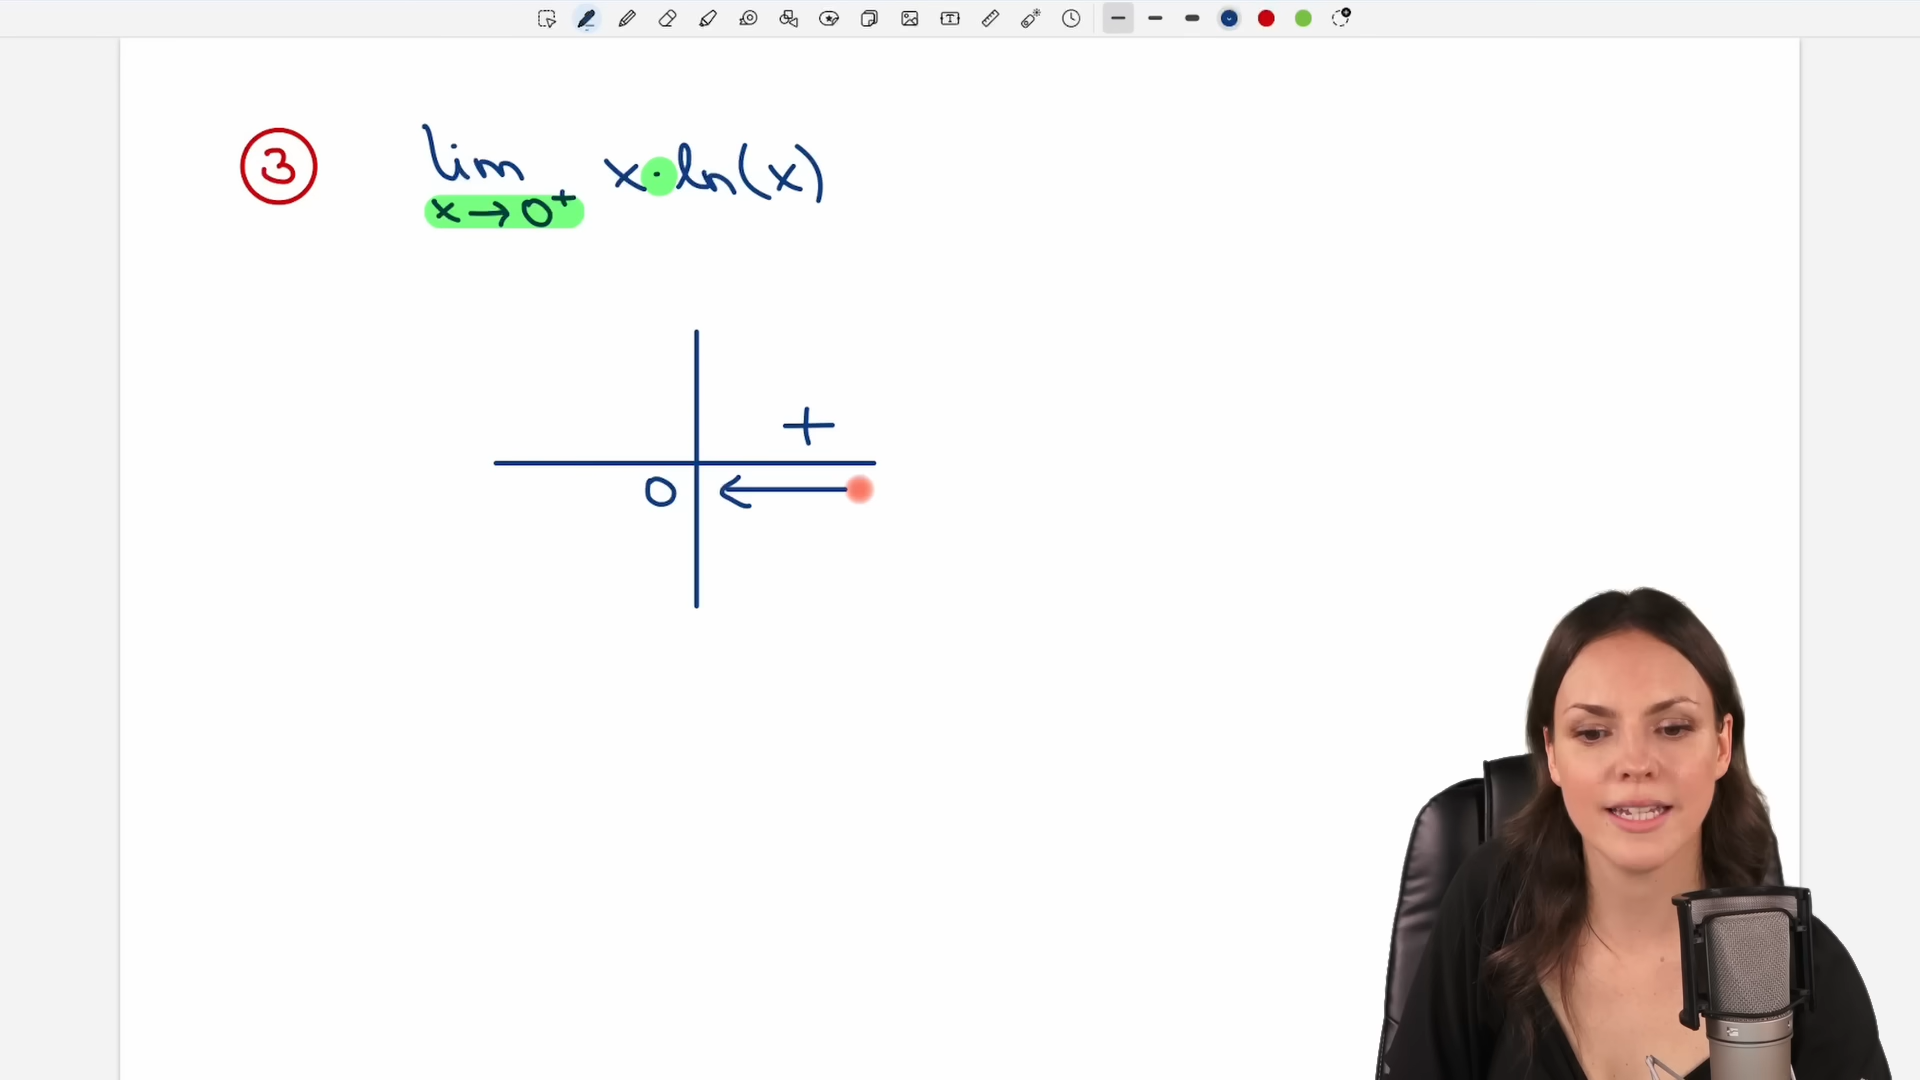 ③ lim x · ln(x)
x → 0⁺
+
0